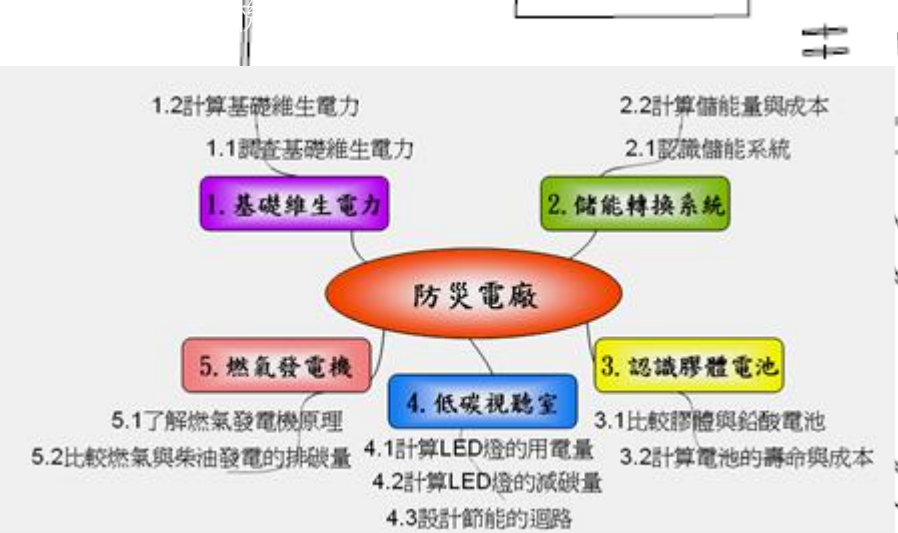 1.2計算基礎維生電力
1.1調查基礎維生電力
1.基礎維生電力
2.2計算儲能量與成本
2.1認識儲能系統
2.儲能轉換系統
防災電廠
5.燃氣發電機
5.1了解燃氣發電機原理
5.2比較燃氣與柴油發電的排碳量
4.低碳視聽室
4.1計算LED燈的用電量
4.2計算LED燈的減碳量
4.3設計節能的迴路
3.認識膠體電池
3.1比較膠體與鉛酸電池
3.2計算電池的壽命與成本